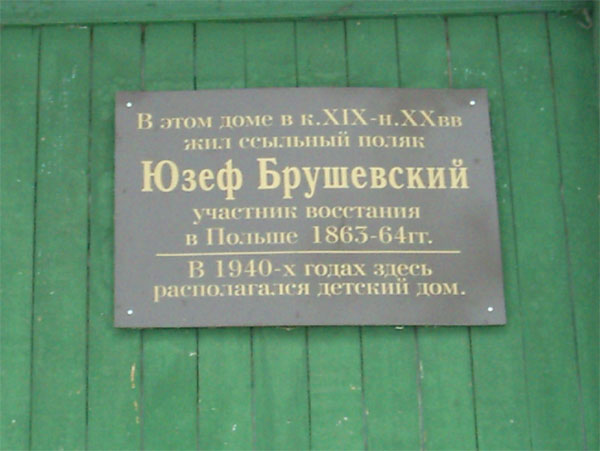 В этом доме в к.XIX-н.XXвв
жил ссыльный поляк
Юзеф Брушевский
участник восстания
в Польше 1863-64гг.
В 1940-х годах здесь
располагался детский дом.